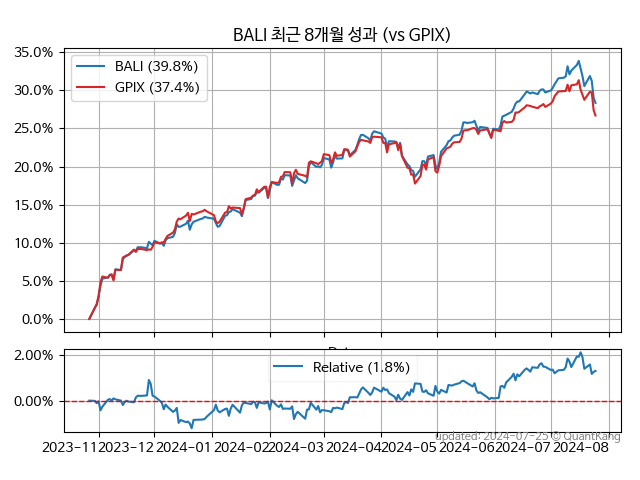 BALI 최근 8개월 성과 (vs GPIX)
35.0%
30.0%
25.0%
20.0%
15.0%
10.0%
5.0%
0.0%
BALI (39.8%)
GPIX (37.4%)
2.00%
0.00%
Relative (1.8%)
2023-11 2023-12 2024-01 2024-02 2024-03 2024-04 2024-05 2024-06 2024-07 2024-08
updated: 2024-07-25 © QuantKang